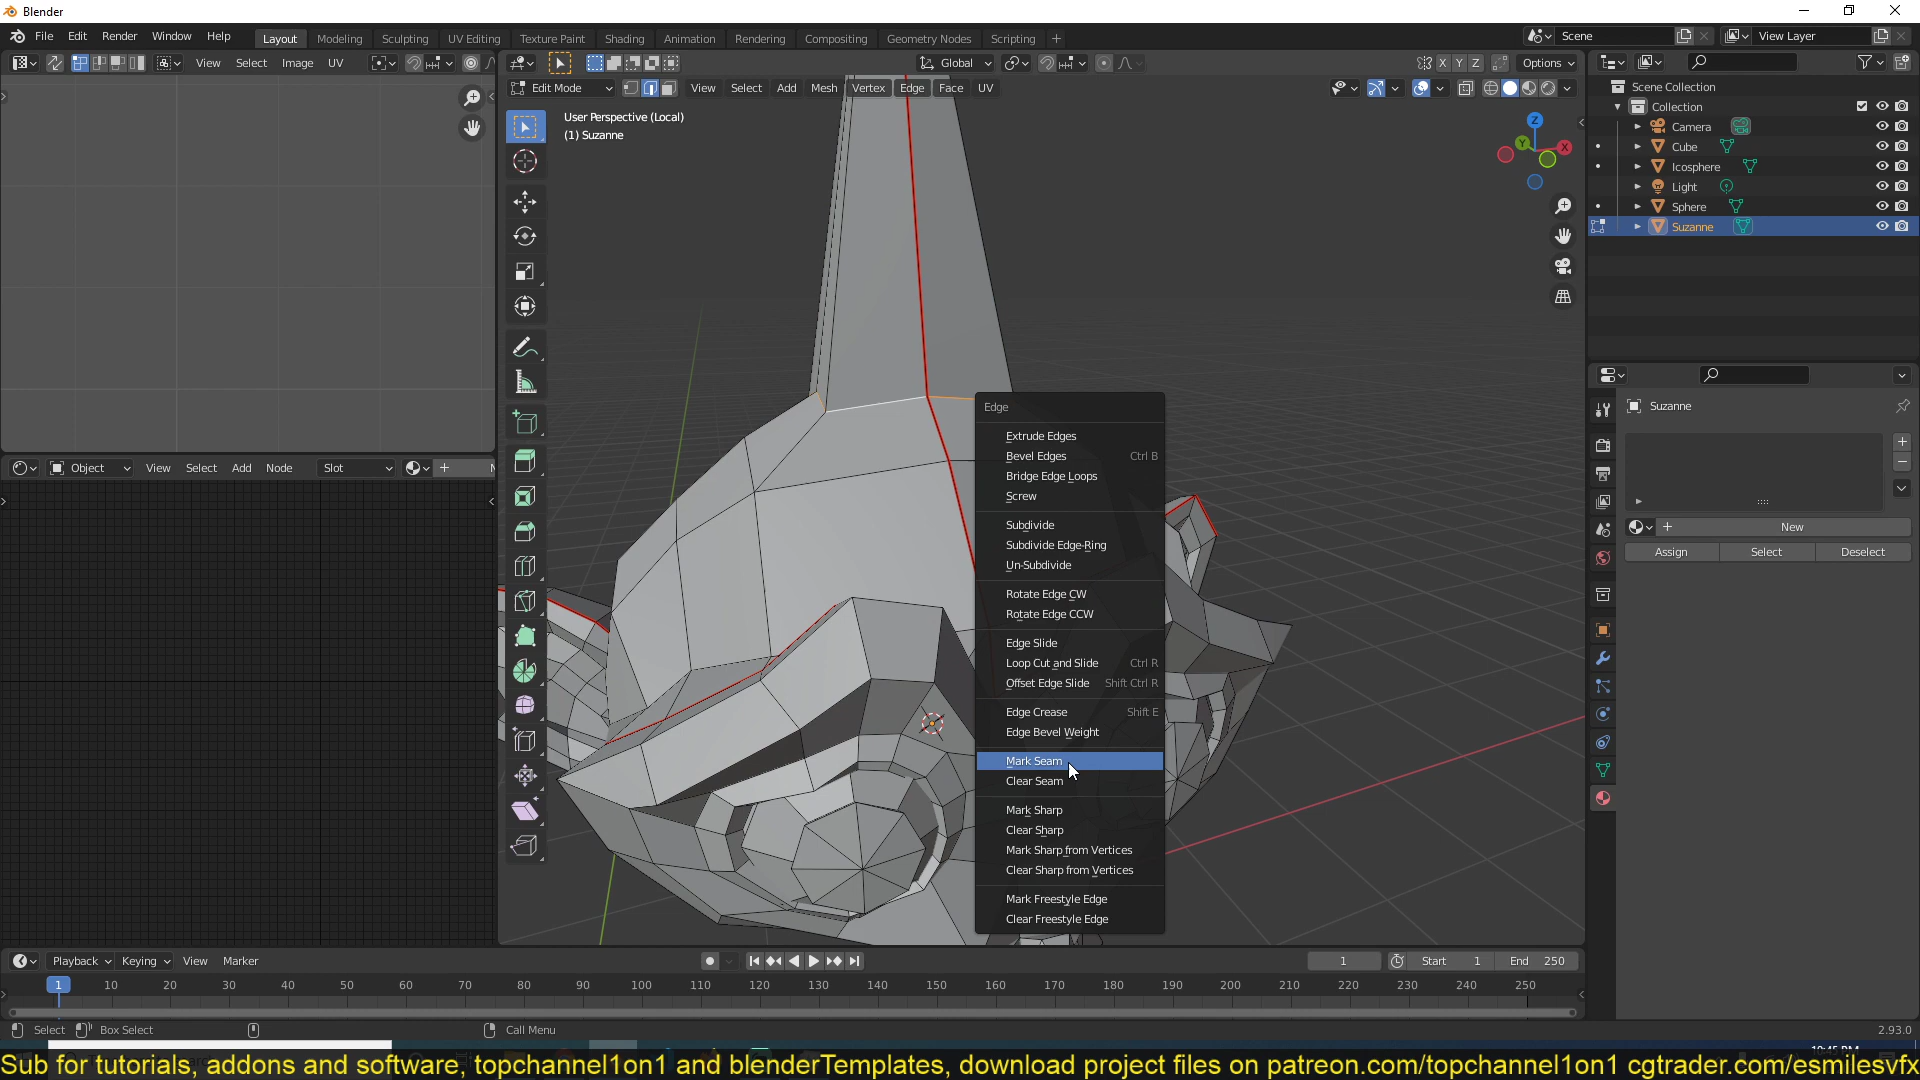 Blender
File Edit Render Window Help Layout Modeling Sculpting UV Editing Texture Paint Shading Animation Rendering Compositing Geometry Nodes Scripting + Scene View Layer
View Select Image UV Global X Y Z Options
Edit Mode View Select Add Mesh Vertex Edge Face UV
User Perspective (Local)
(1) Suzanne
Z
Y X
Scene Collection
Collection
Camera
Cube
Icosphere
Light
Sphere
Suzanne
Suzanne
New
Assign Select Deselect
Object View Select Add Node Slot
Edge
Extrude Edges
Bevel Edges Ctrl B
Bridge Edge Loops
Screw
Subdivide
Subdivide Edge-Ring
Un-Subdivide
Rotate Edge CW
Rotate Edge CCW
Edge Slide
Loop Cut and Slide Ctrl R
Offset Edge Slide Shift Ctrl R
Edge Crease Shift E
Edge Bevel Weight
Mark Seam
Clear Seam
Mark Sharp
Clear Sharp
Mark Sharp from Vertices
Clear Sharp from Vertices
Mark Freestyle Edge
Clear Freestyle Edge
Playback Keying View Marker 1 Start 1 End 250
1 10 20 30 40 50 60 70 80 90 100 110 120 130 140 150 160 170 180 190 200 210 220 230 240 250
Select Box Select Call Menu 2.93.0
Sub for tutorials, addons and software; topchannel1on1 and blenderTemplates, download project files on patreon.com/topchannel1on1 cgtrader.com/esmilesvfx